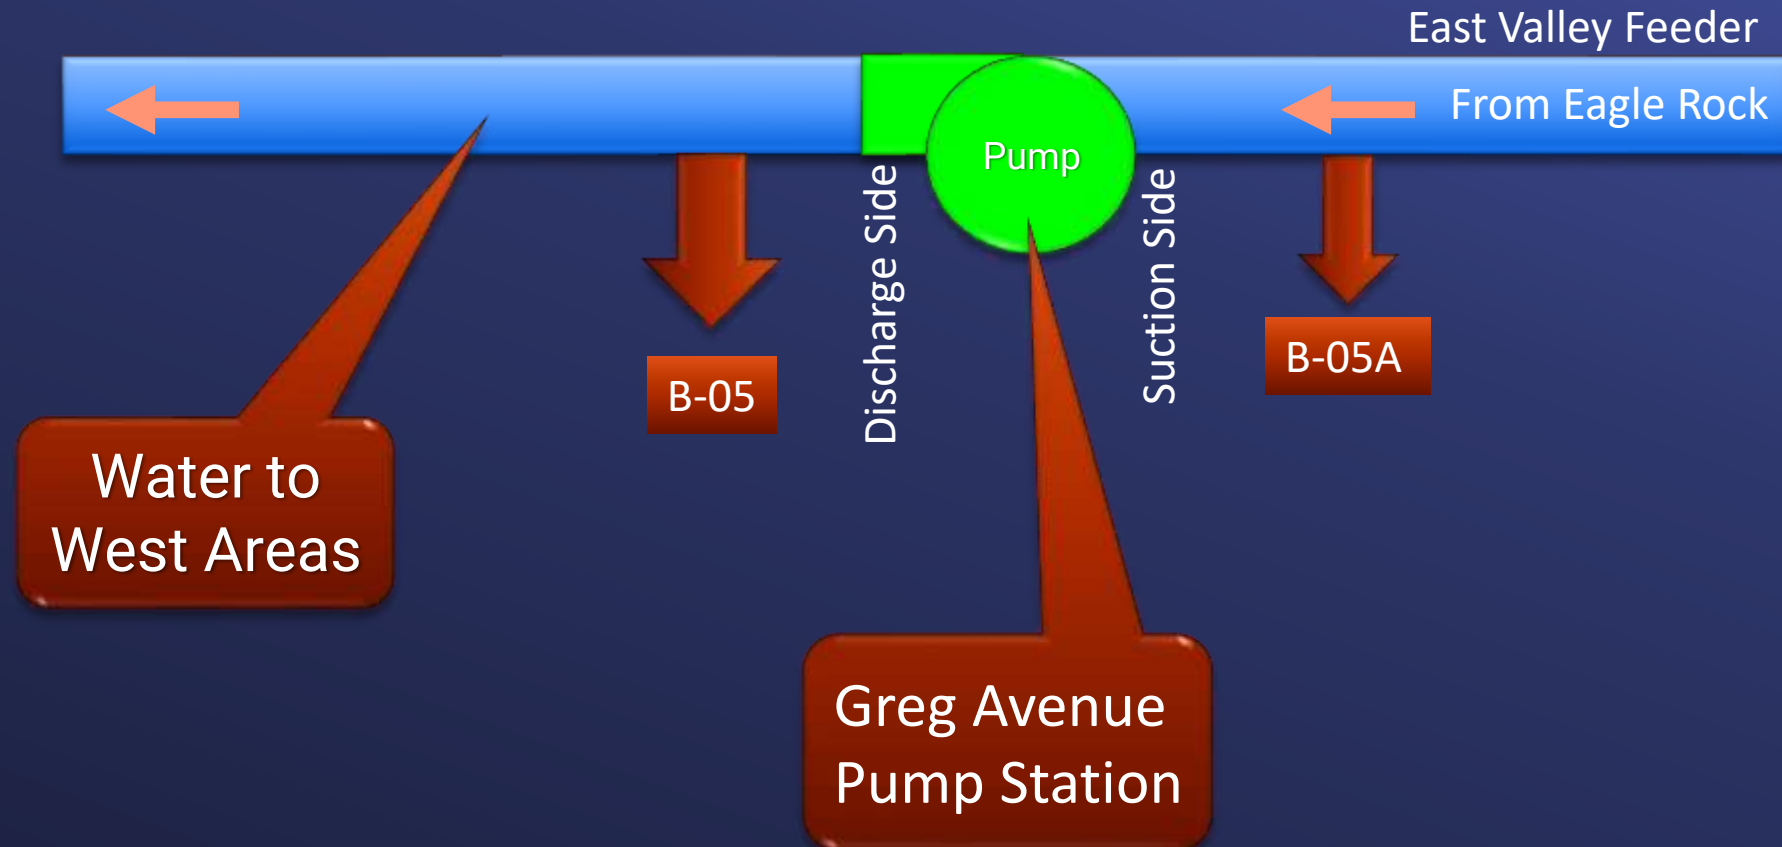 East Valley Feeder
From Eagle Rock
Pump
Discharge Side
Suction Side
B-05A
B-05
Water to
West Areas
Greg Avenue
Pump Station